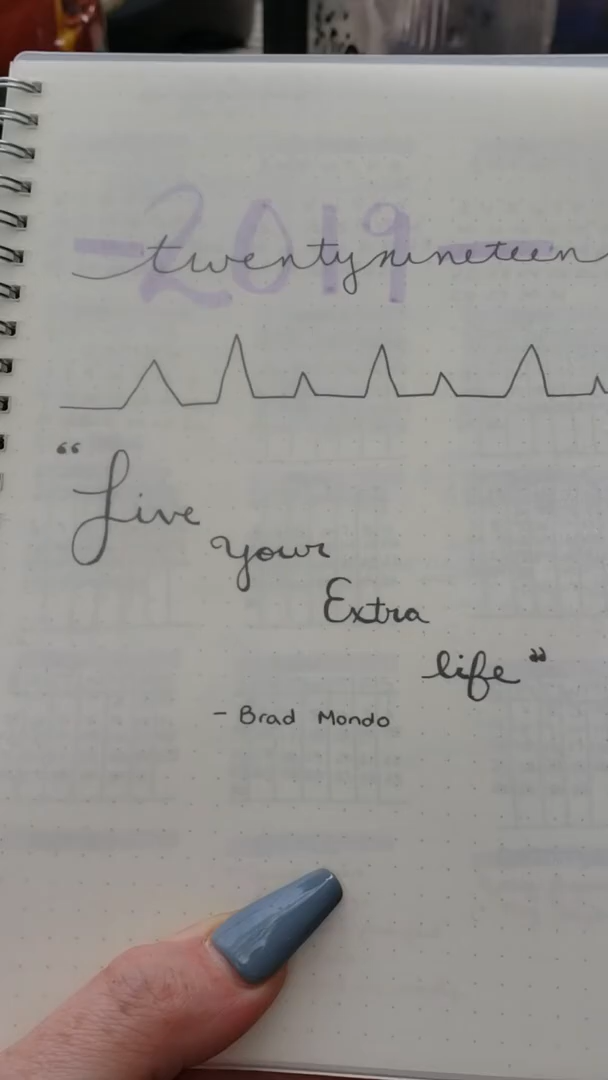 2019
twentynineteen
“Live
your
Extra
life”
- Brad Mondo